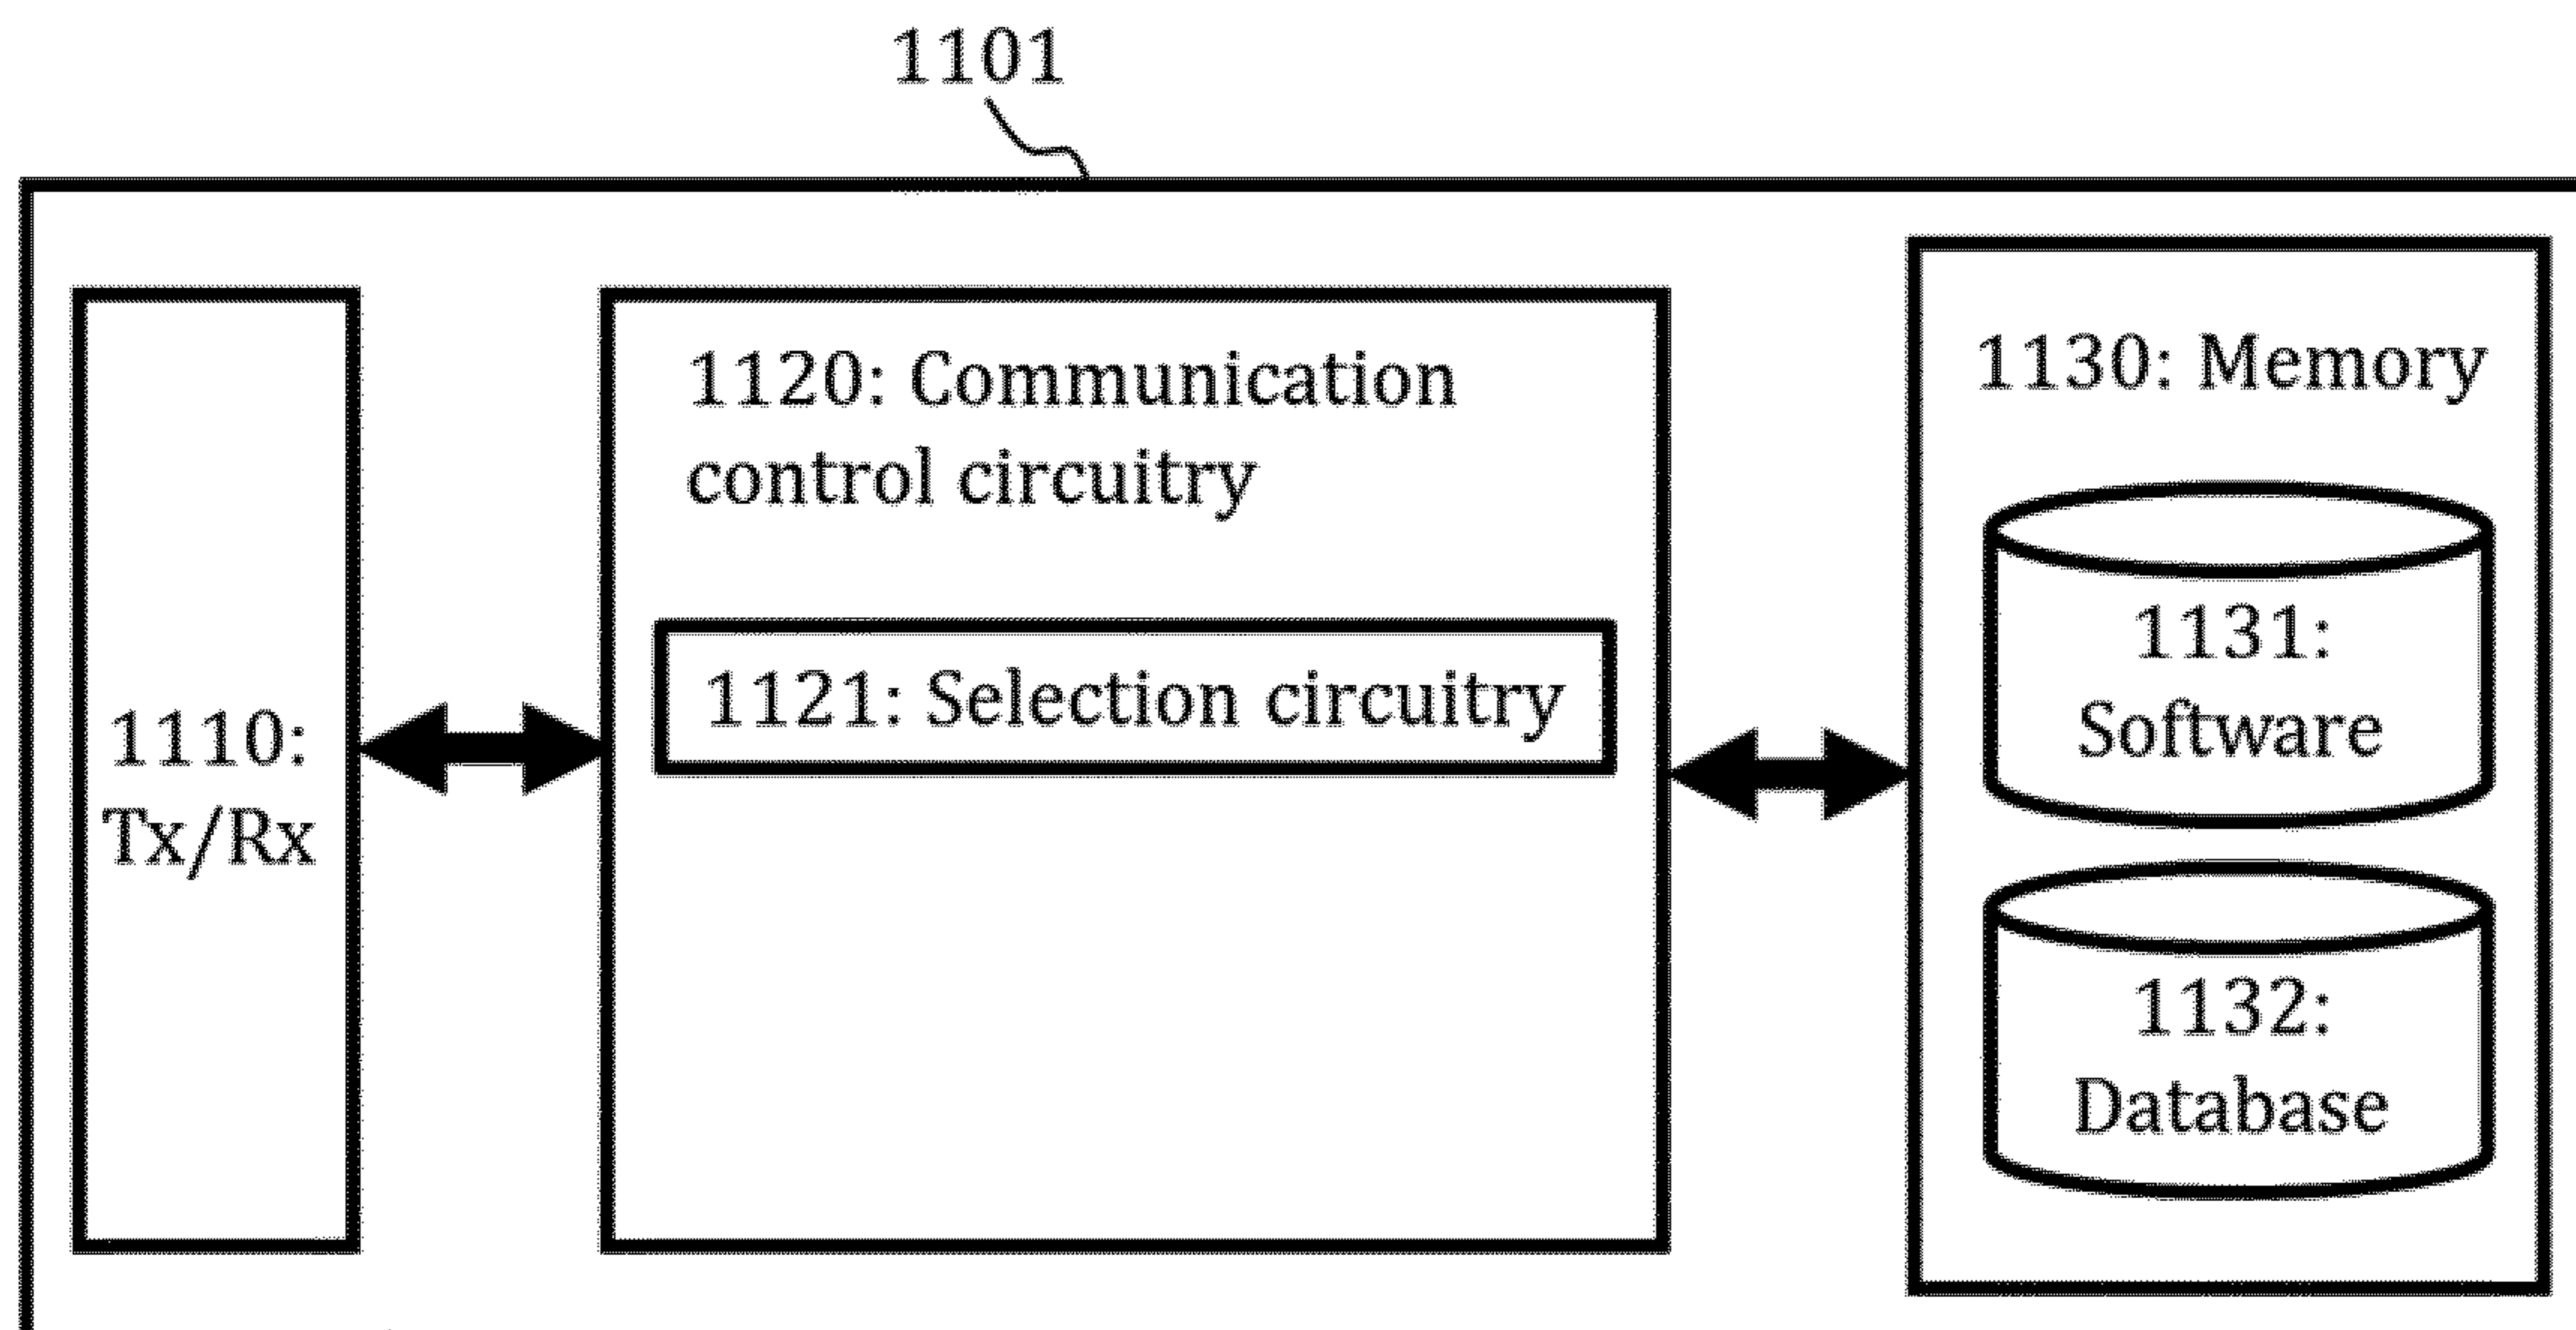 1101
1110:
Tx/Rx
1120: Communication
control circuitry
1121: Selection circuitry
1130: Memory
1131:
Software
1132:
Database